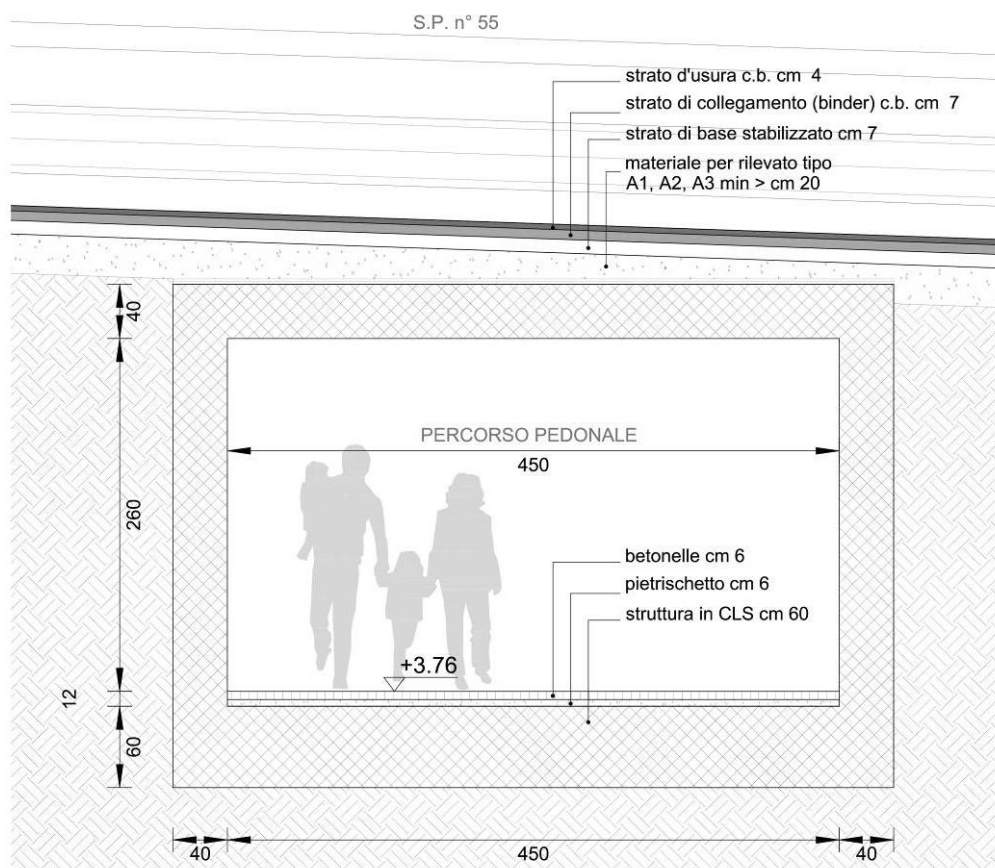 S.P. n° 55
strato d'usura c.b. cm 4
strato di collegamento (binder) c.b. cm 7
strato di base stabilizzato cm 7
materiale per rilevato tipo
A1, A2, A3 min > cm 20
40
260
12
60
PERCORSO PEDONALE
450
betonelle cm 6
pietrischetto cm 6
struttura in CLS cm 60
+3.76
40
450
40